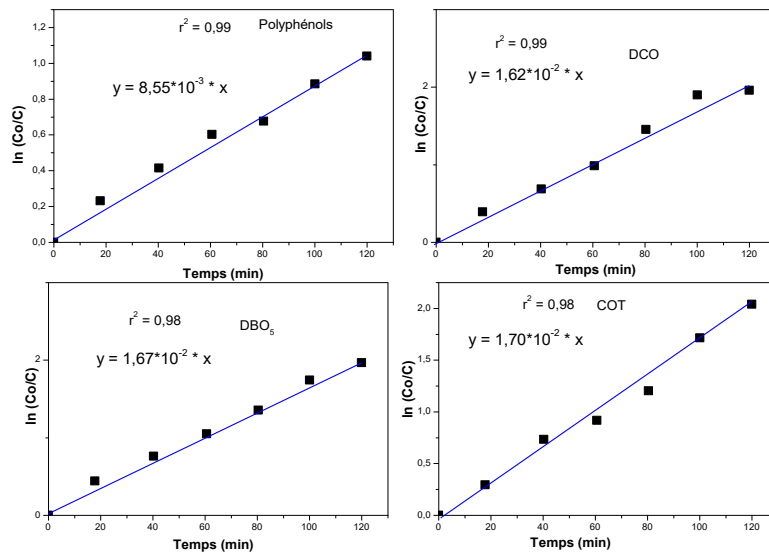 r² = 0,99
Polyphénols
y = 8,55*10⁻³ * x
ln (Co/C)
1,2
1,0
0,8
0,6
0,4
0,2
0,0
0 20 40 60 80 100 120
Temps (min)
r² = 0,99
DCO
y = 1,62*10⁻² * x
ln (Co/C)
2
0
0 20 40 60 80 100 120
Temps (min)
r² = 0,98
DBO₅
y = 1,67*10⁻² * x
ln (Co/C)
2
0
0 20 40 60 80 100 120
Temps (min)
r² = 0,98
COT
y = 1,70*10⁻² * x
ln (Co/C)
2,0
1,5
1,0
0,5
0,0
0 20 40 60 80 100 120
Temps (min)